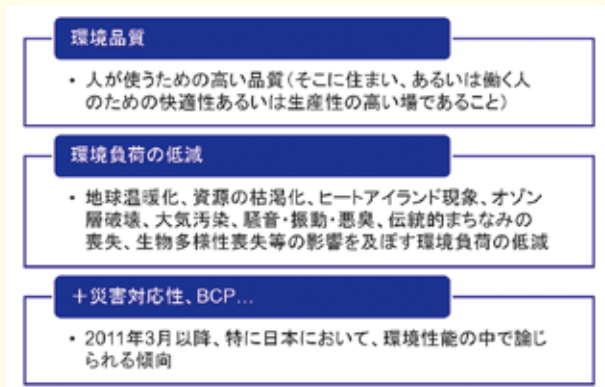 環境品質
・人が使うための高い品質（そこに住まい、あるいは働く人
のための快適性あるいは生産性の高い場であること）
環境負荷の低減
・地球温暖化、資源の枯渇化、ヒートアイランド現象、オゾン
層破壊、大気汚染、騒音・振動・悪臭、伝統的まちなみの
喪失、生物多様性喪失等の影響を及ぼす環境負荷の低減
＋災害対応性、BCP…
・2011年3月以降、特に日本において、環境性能の中で論じ
られる傾向